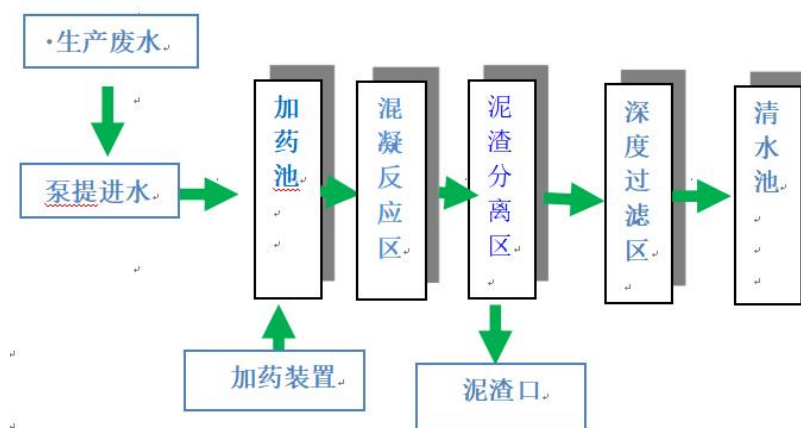 ·生产废水
泵提进水
加药池
混凝反应区
泥渣分离区
深度过滤区
清水池
加药装置
泥渣口